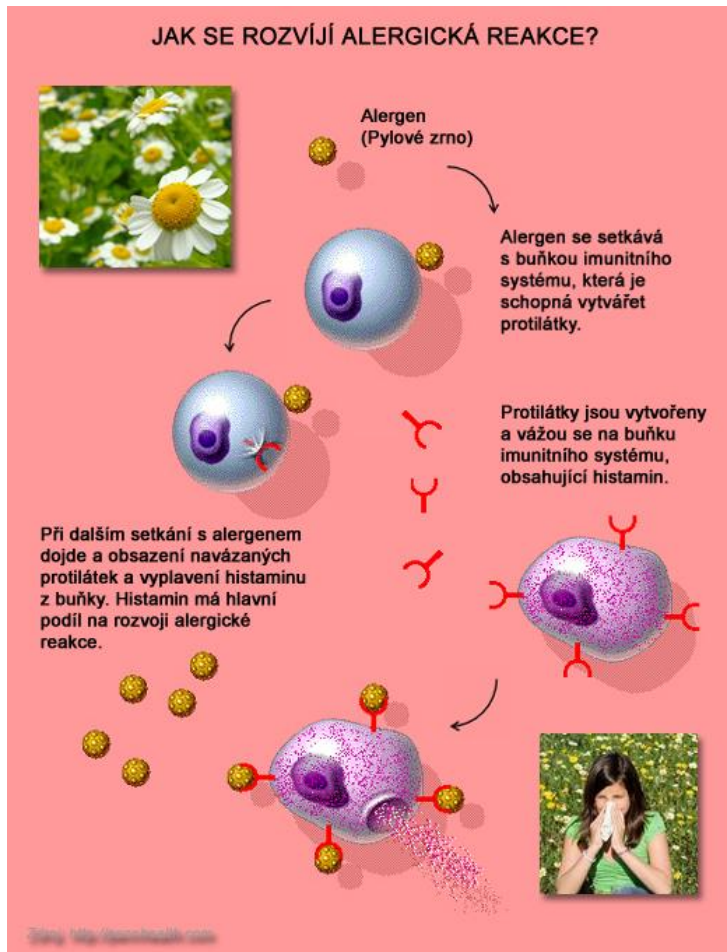 JAK SE ROZVÍJÍ ALERGICKÁ REAKCE?
Alergen
(Pylové zrno)
Alergen se setkává
s buňkou imunitního
systému, která je
schopná vytvářet
protilátky.
Protilátky jsou vytvořeny
a vážou se na buňku
imunitního systému,
obsahující histamin.
Při dalším setkání s alergenem
dojde a obsazení navázaných
protilátek a vyplavení histaminu
z buňky. Histamin má hlavní
podíl na rozvoji alergické
reakce.